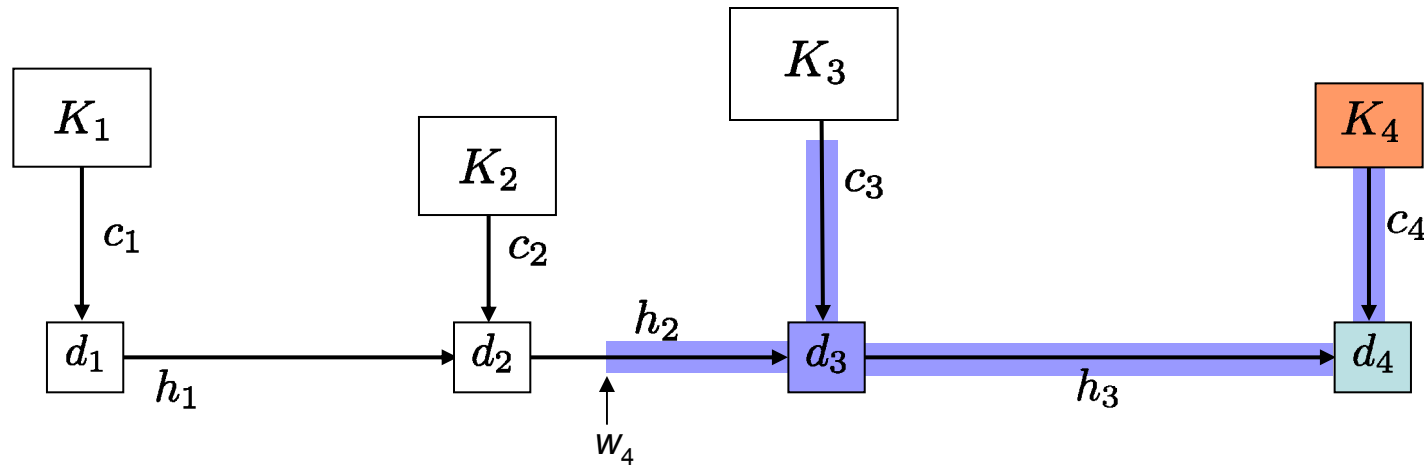 K₁
K₂
K₃
K₄
c₁
c₂
c₃
c₄
d₁
d₂
d₃
d₄
h₁
h₂
h₃
w₄